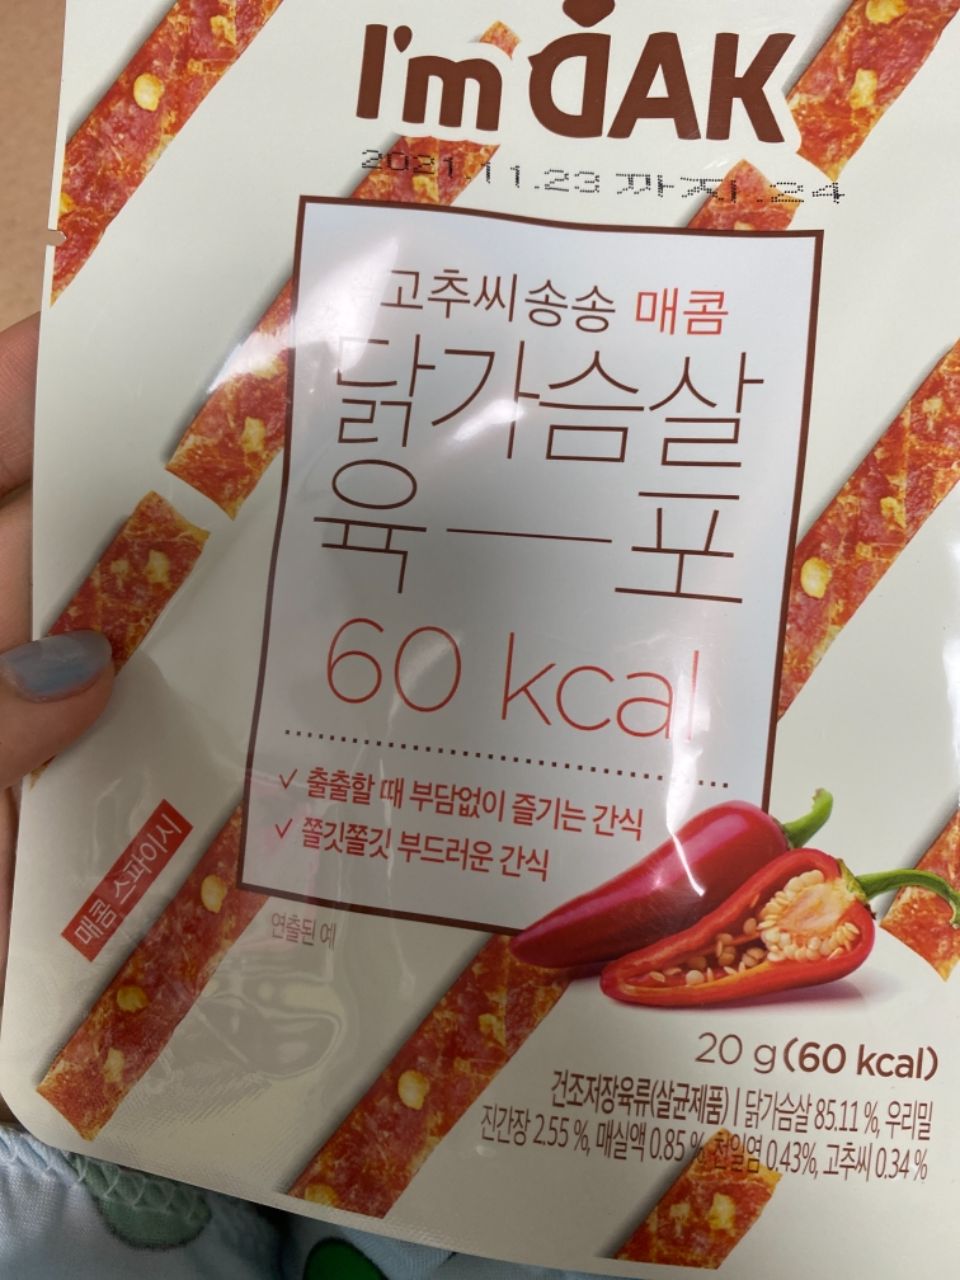 I'm DAK
2021.11.23 까지 .24
고추씨송송 매콤
닭가슴살
육 — 포
60 kcal
✓ 출출할 때 부담없이 즐기는 간식
✓ 쫄깃쫄깃 부드러운 간식
매콤 스파이시
연출된 예
20 g (60 kcal)
건조저장육류(살균제품) | 닭가슴살 85.11 %, 우리밀
진간장 2.55 %, 매실액 0.85 %, 천일염 0.43%, 고추씨 0.34 %